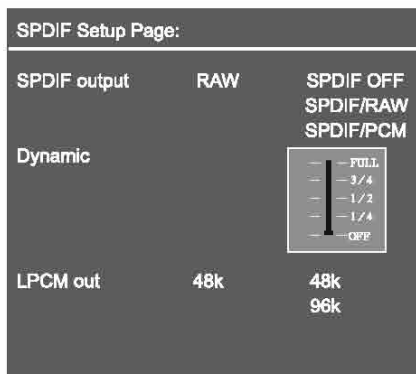 SPDIF Setup Page:
SPDIF output RAW SPDIF OFF
SPDIF/RAW
SPDIF/PCM
Dynamic
FULL
3/4
1/2
1/4
OFF
LPCM out 48k 48k
96k